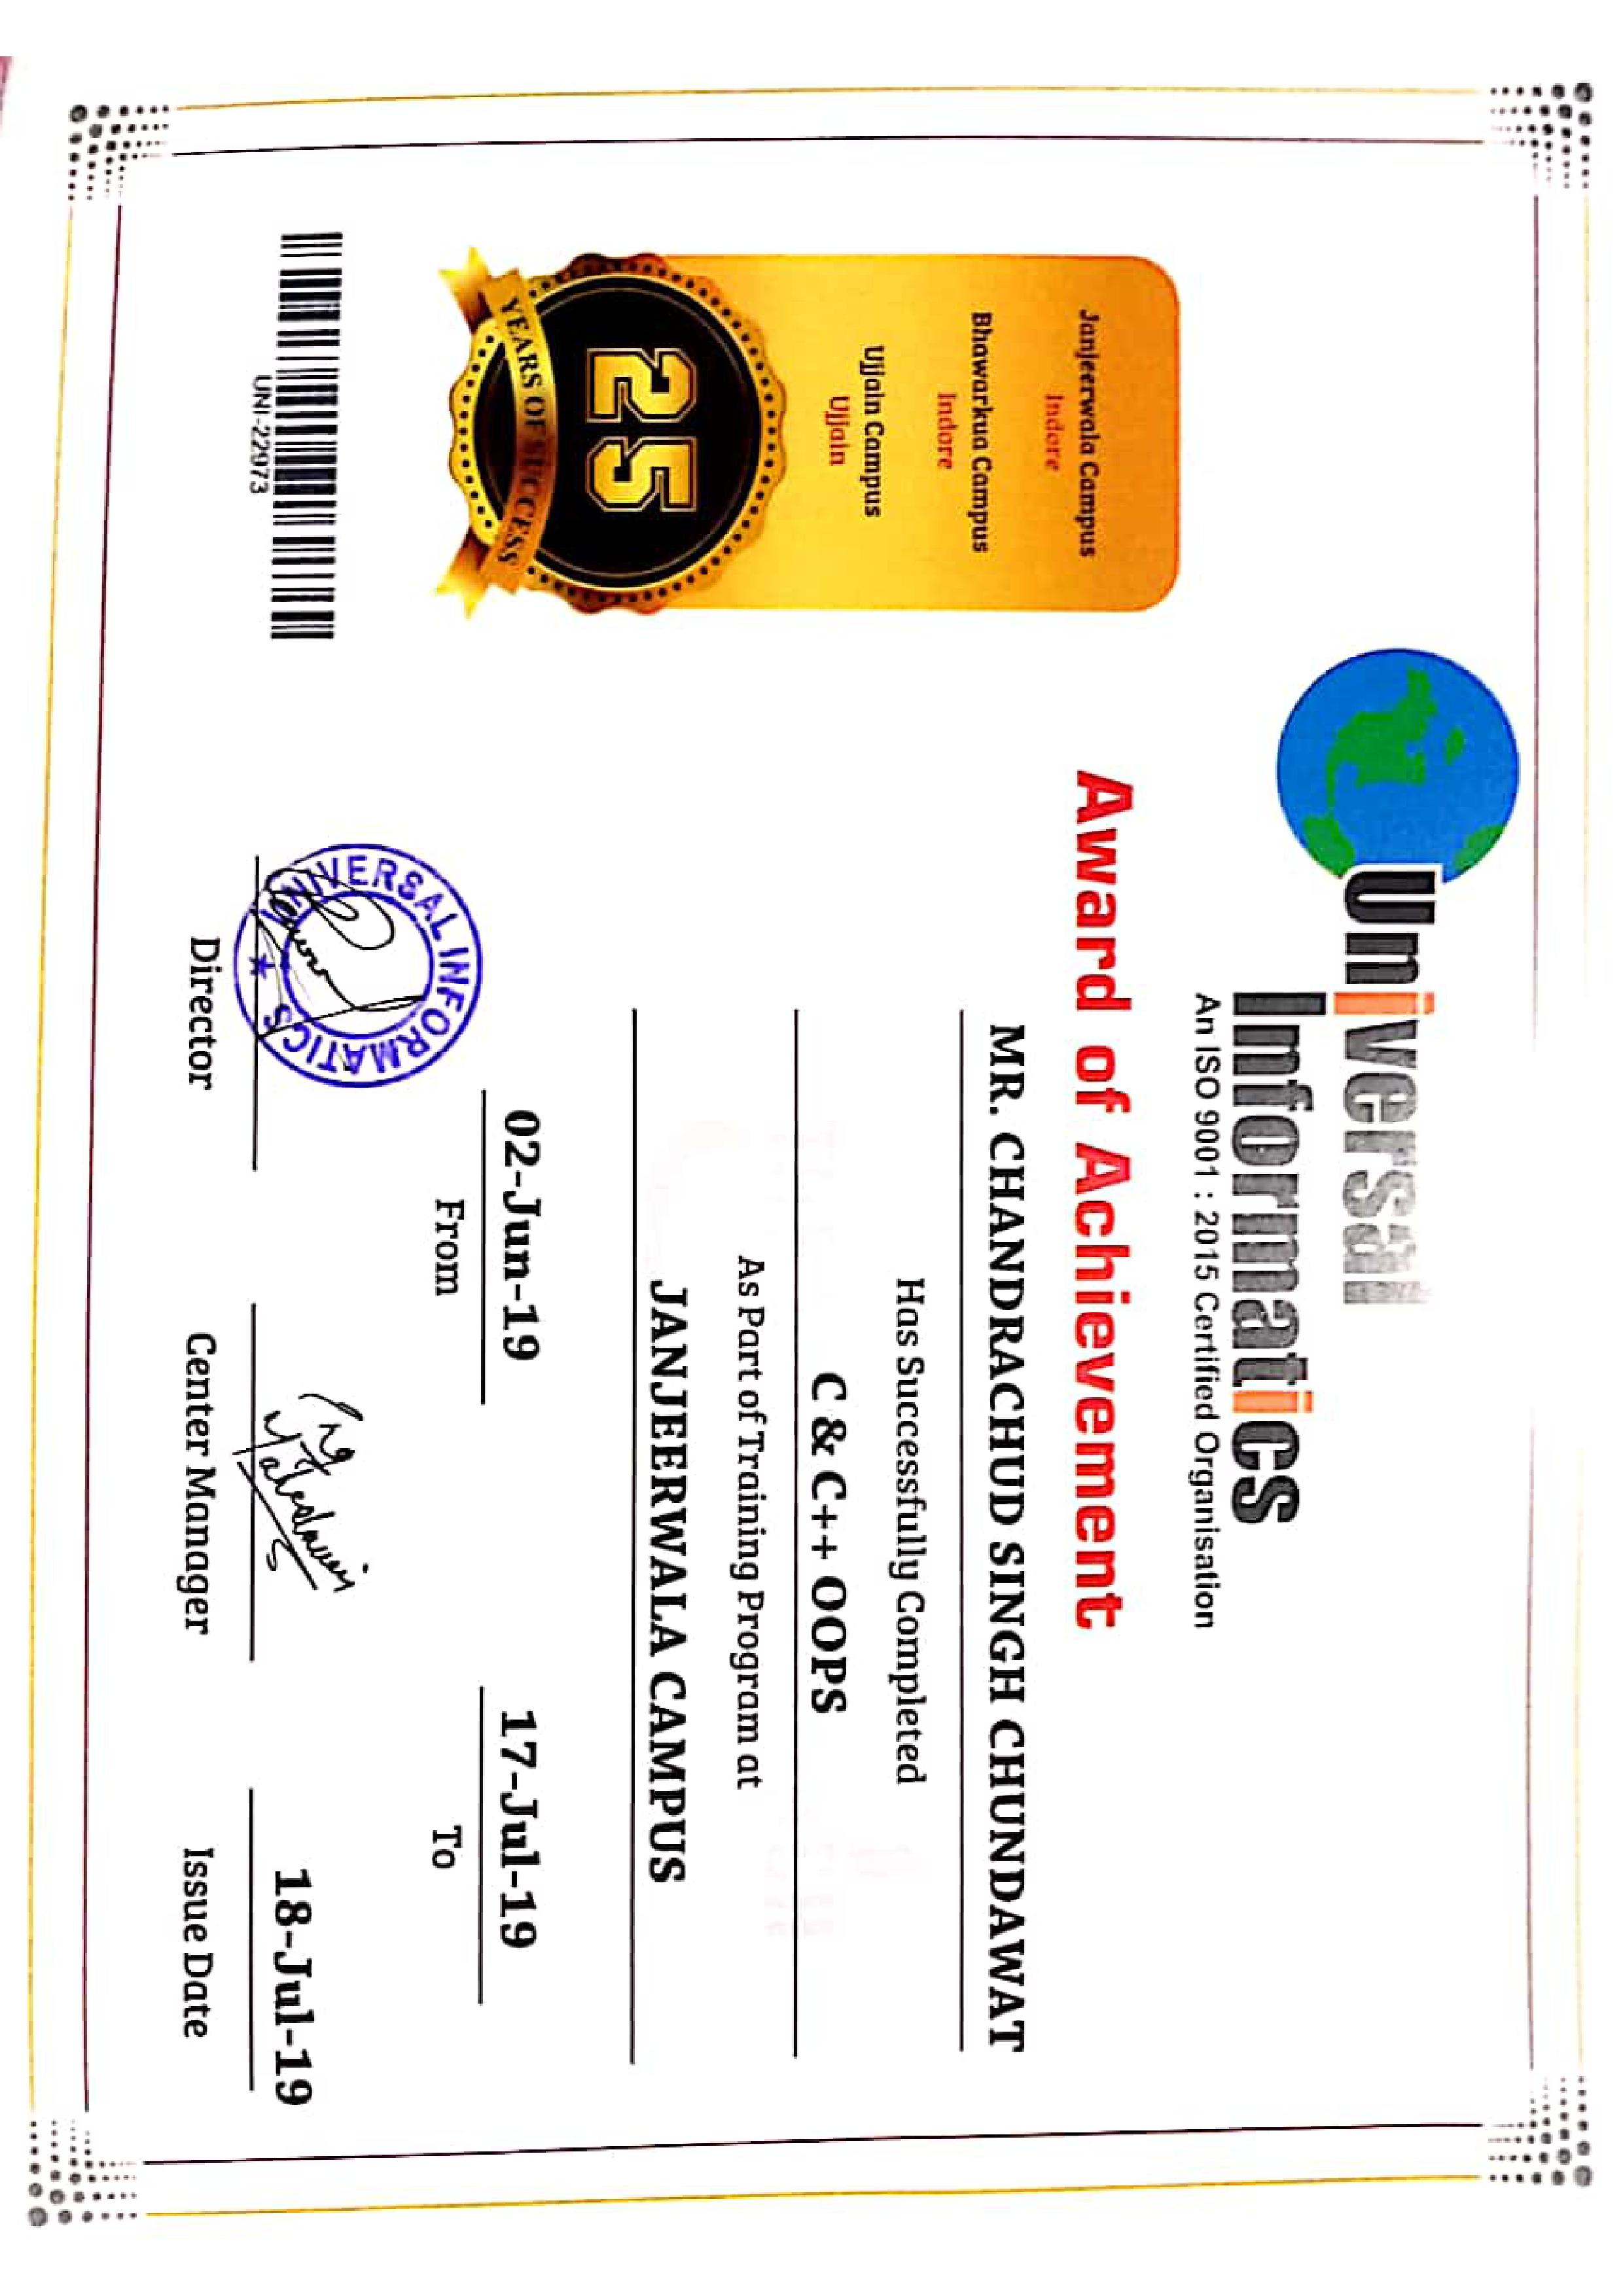 Universal
Informatics
An ISO 9001 : 2015 Certified Organisation
Award of Achievement
Janjeerwala Campus
Indore
Bhawarkua Campus
Indore
Ujjain Campus
Ujjain
25
YEARS OF SUCCESS
MR. CHANDRACHUD SINGH CHUNDAWAT
Has Successfully Completed
C & C++ OOPS
As Part of Training Program at
JANJEERWALA CAMPUS
02-Jun-19
From
17-Jul-19
To
UNIVERSAL INFORMATICS
UNI-22973
Director
Center Manager
18-Jul-19
Issue Date